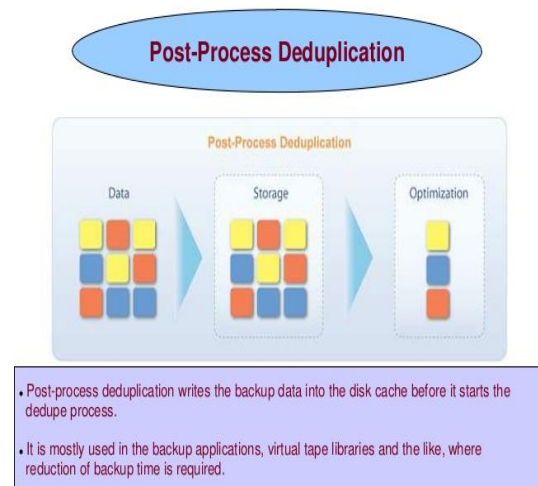 Post-Process Deduplication
Post-Process Deduplication
Data
Storage
Optimization
• Post-process deduplication writes the backup data into the disk cache before it starts the
dedupe process.
• It is mostly used in the backup applications, virtual tape libraries and the like, where
reduction of backup time is required.